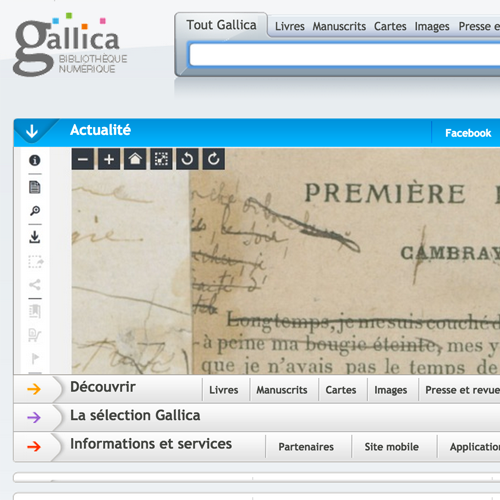 gallica
BIBLIOTHÈQUE
NUMÉRIQUE
Tout Gallica Livres Manuscrits Cartes Images Presse e
Actualité Facebook
PREMIÈRE
CAMBRAY
Longtemps, je me suis couché d
à peine ma bougie éteinte, mes y
que je n'avais pas le temps de
Découvrir Livres Manuscrits Cartes Images Presse et revue
La sélection Gallica
Informations et services Partenaires Site mobile Applicatio